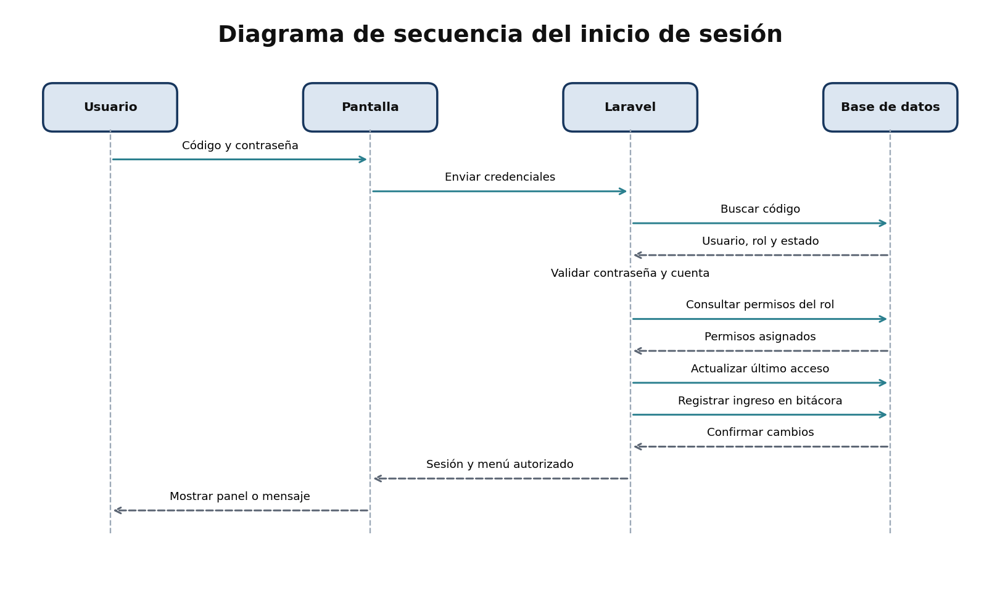 Diagrama de secuencia del inicio de sesión
Usuario
Pantalla
Laravel
Base de datos
Código y contraseña
Enviar credenciales
Buscar código
Usuario, rol y estado
Validar contraseña y cuenta
Consultar permisos del rol
Permisos asignados
Actualizar último acceso
Registrar ingreso en bitácora
Confirmar cambios
Sesión y menú autorizado
Mostrar panel o mensaje